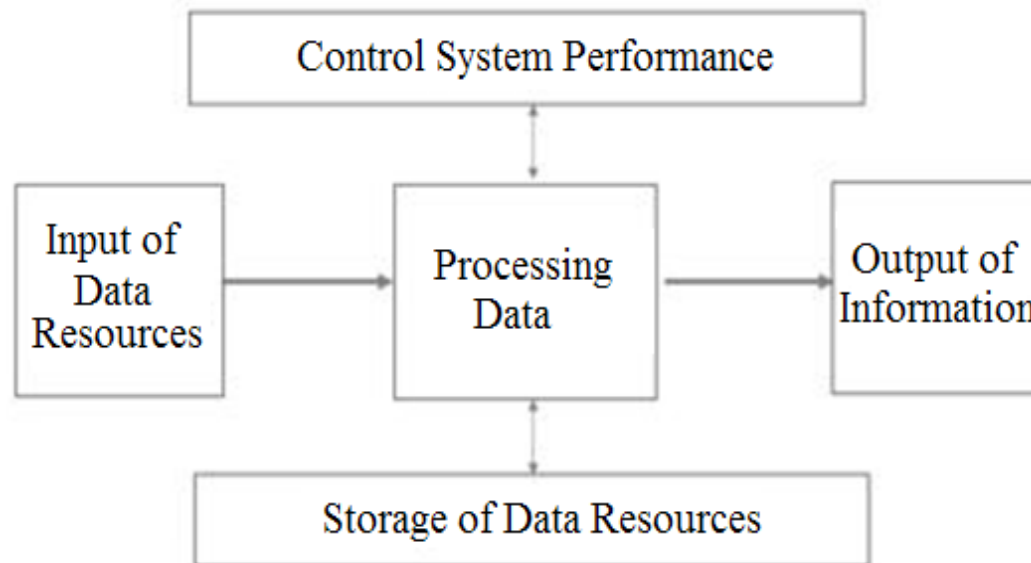 Control System Performance
Input of
Data
Resources
Processing
Data
Output of
Information
Storage of Data Resources